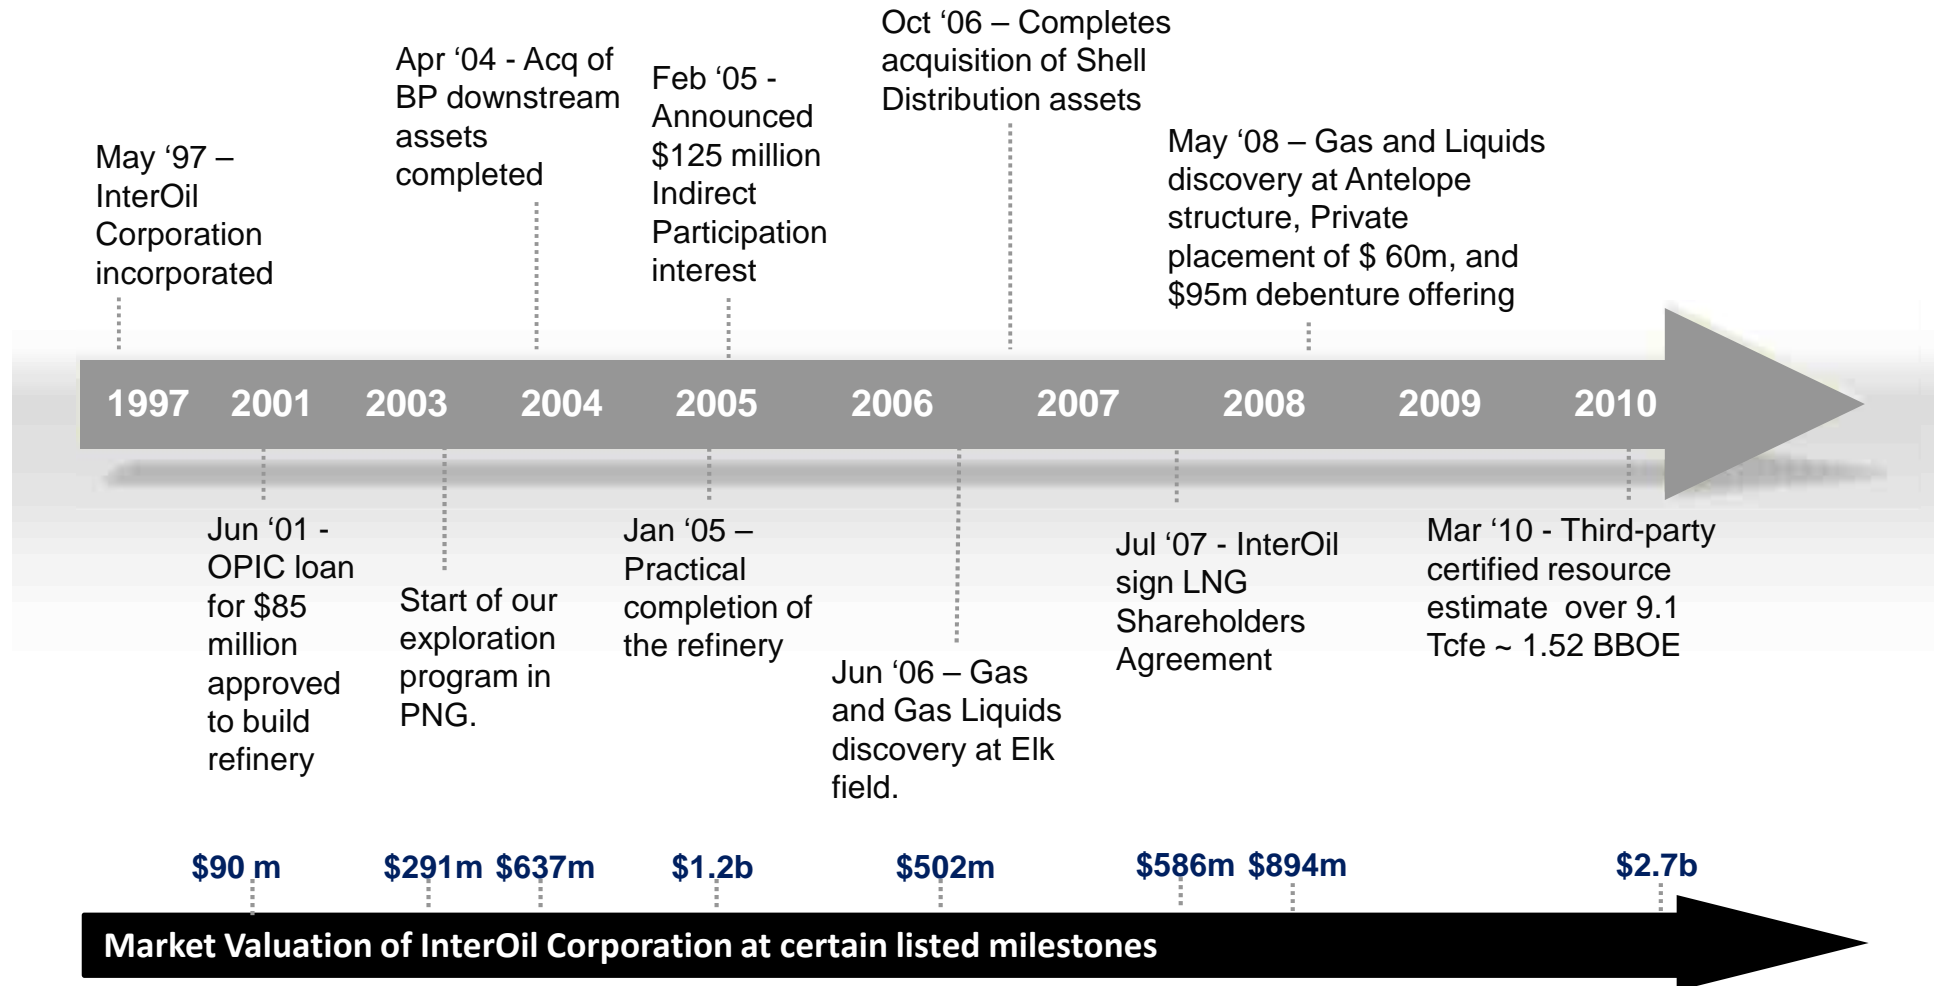 May ‘97 –
InterOil
Corporation
incorporated
Apr ‘04 - Acq of
BP downstream
assets
completed
Feb ‘05 -
Announced
$125 million
Indirect
Participation
interest
Oct ‘06 – Completes
acquisition of Shell
Distribution assets
May ‘08 – Gas and Liquids
discovery at Antelope
structure, Private
placement of $ 60m, and
$95m debenture offering
1997 2001 2003 2004 2005 2006 2007 2008 2009 2010
Jun ‘01 -
OPIC loan
for $85
million
approved
to build
refinery
Start of our
exploration
program in
PNG.
Jan ‘05 –
Practical
completion of
the refinery
Jun ‘06 – Gas
and Gas Liquids
discovery at Elk
field.
Jul ‘07 - InterOil
sign LNG
Shareholders
Agreement
Mar ‘10 - Third-party
certified resource
estimate  over 9.1
Tcfe ~ 1.52 BBOE
$90 m $291m $637m $1.2b $502m $586m $894m $2.7b
Market Valuation of InterOil Corporation at certain listed milestones